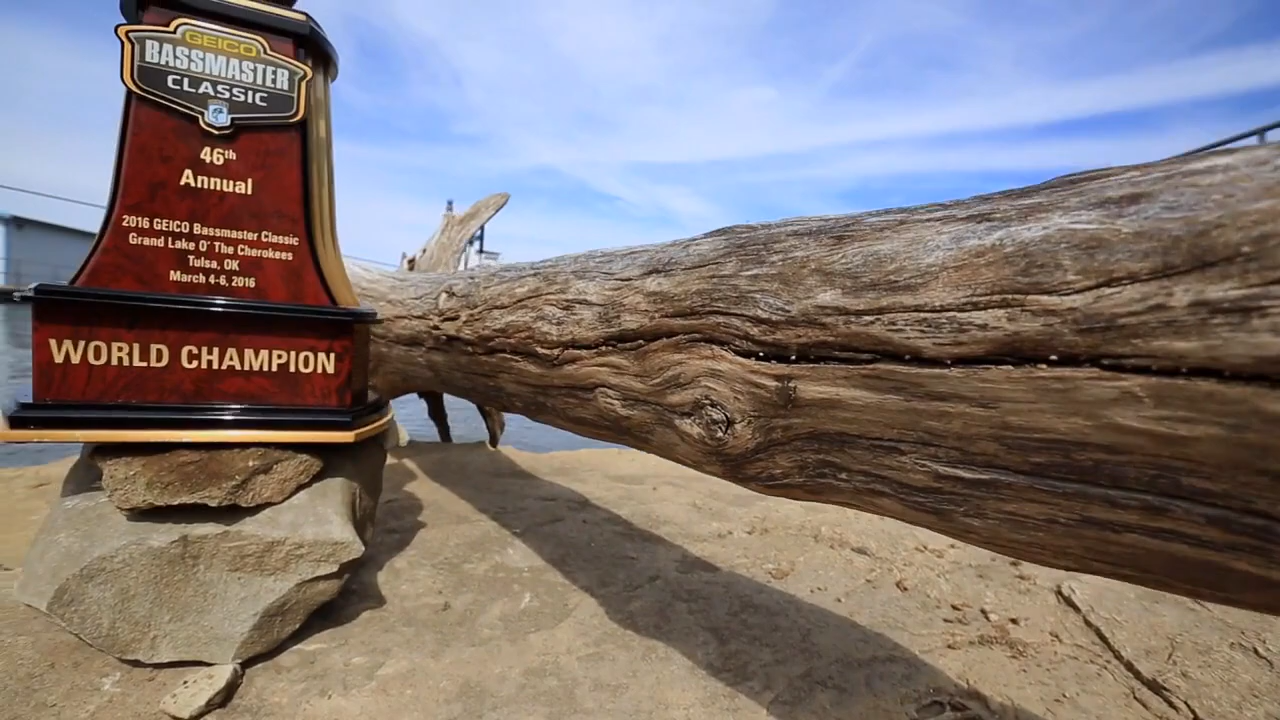 GEICO
BASSMASTER
CLASSIC
46th
Annual
2016 GEICO Bassmaster Classic
Grand Lake O' The Cherokees
Tulsa, OK
March 4-6, 2016
WORLD CHAMPION